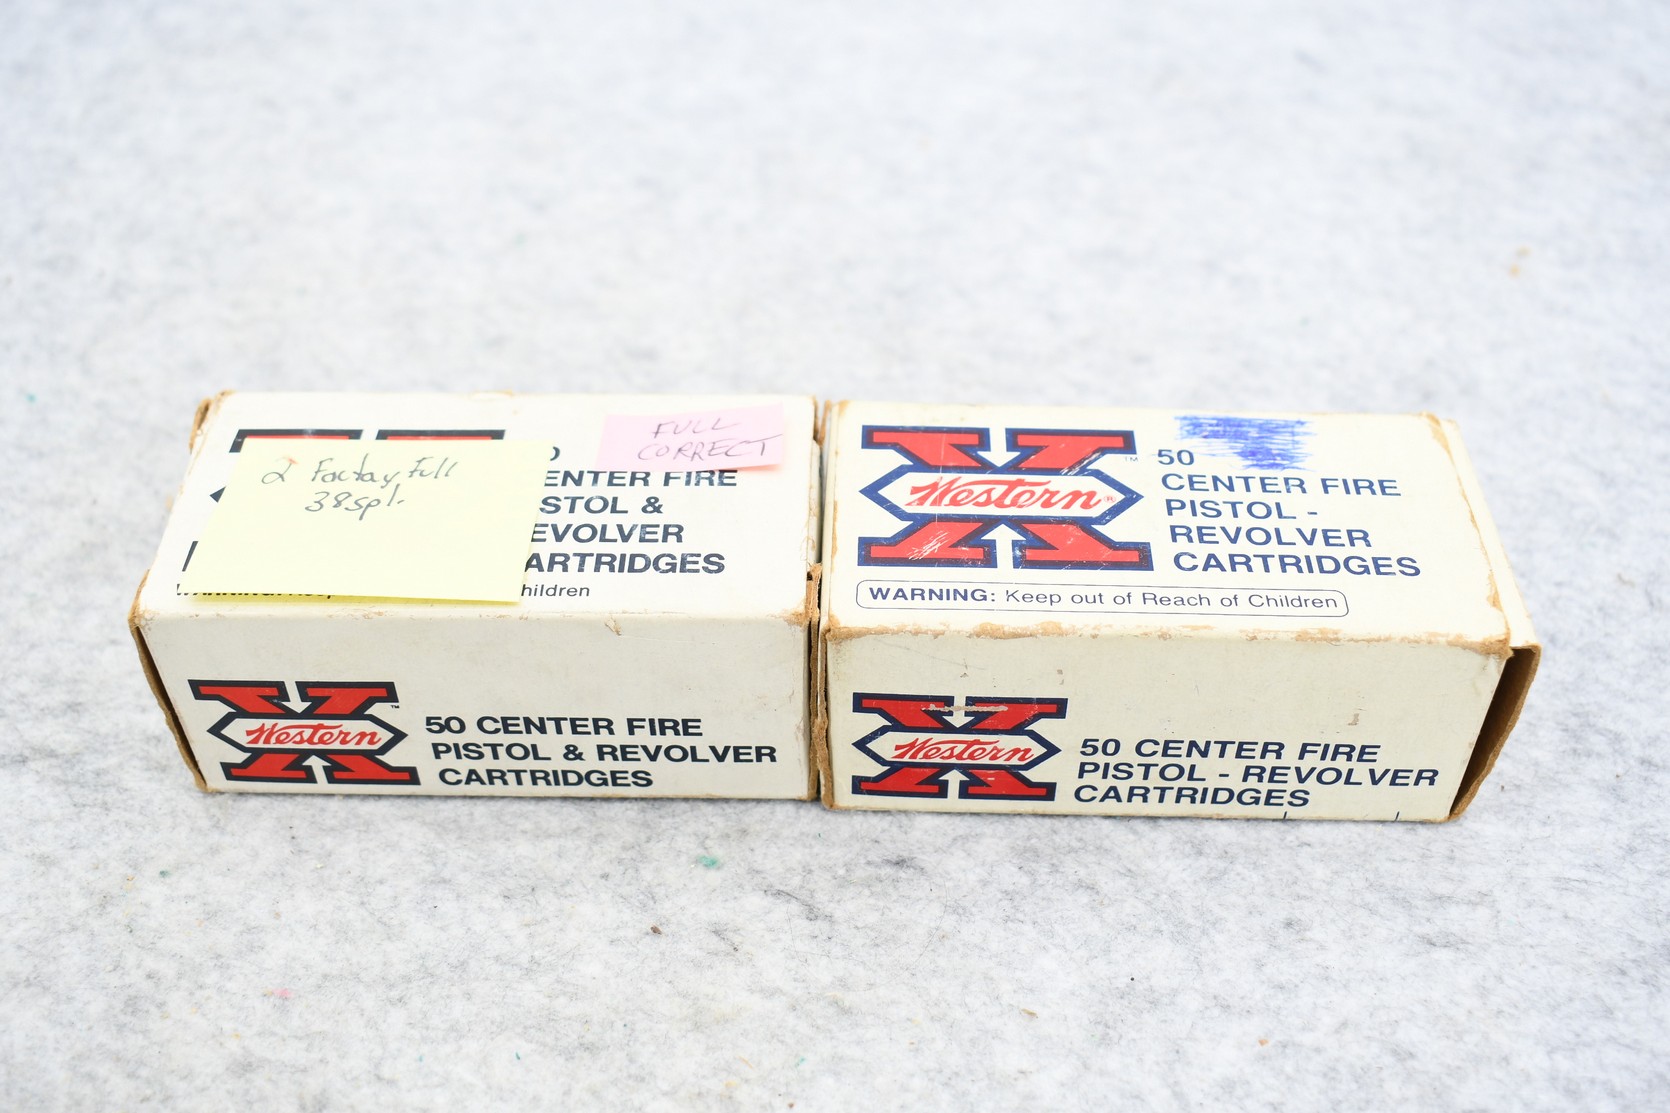 2 Factory Full
38 spl.
FULL
CORRECT
ENTER FIRE
ISTOL &
EVOLVER
ARTRIDGES
hildren
Western
50 CENTER FIRE
PISTOL & REVOLVER
CARTRIDGES
Western®
50
CENTER FIRE
PISTOL -
REVOLVER
CARTRIDGES
WARNING: Keep out of Reach of Children
Western
50 CENTER FIRE
PISTOL - REVOLVER
CARTRIDGES